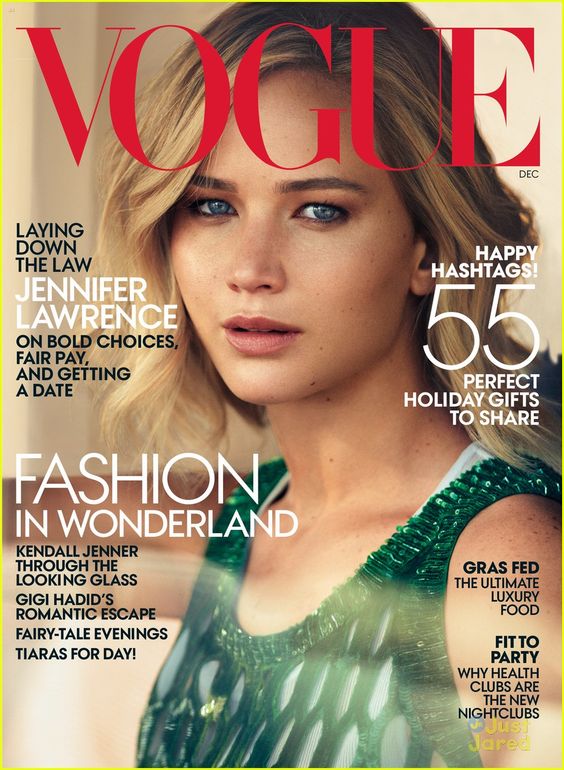 VOGUE
DEC
LAYING
DOWN
THE LAW
JENNIFER
LAWRENCE
ON BOLD CHOICES,
FAIR PAY,
AND GETTING
A DATE
HAPPY
HASHTAGS!
55
PERFECT
HOLIDAY GIFTS
TO SHARE
FASHION
IN WONDERLAND
KENDALL JENNER
THROUGH THE
LOOKING GLASS
GIGI HADID'S
ROMANTIC ESCAPE
FAIRY-TALE EVENINGS
TIARAS FOR DAY!
GRAS FED
THE ULTIMATE
LUXURY
FOOD
FIT TO
PARTY
WHY HEALTH
CLUBS ARE
THE NEW
NIGHTCLUBS
Just
Jared